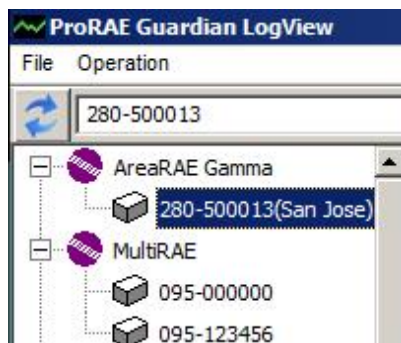 ProRAE Guardian LogView
File Operation
280-500013
AreaRAE Gamma
280-500013(San Jose)
MultiRAE
095-000000
095-123456